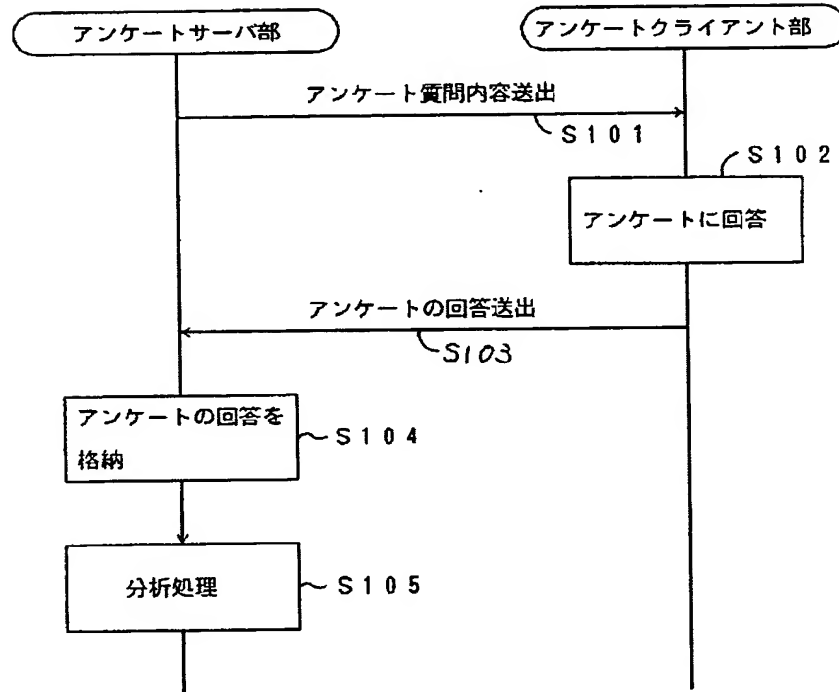 アンケートサーバ部
アンケートクライアント部
アンケート質問内容送出
S101
S102
アンケートに回答
アンケートの回答送出
S103
アンケートの回答を
格納
S104
分析処理
S105